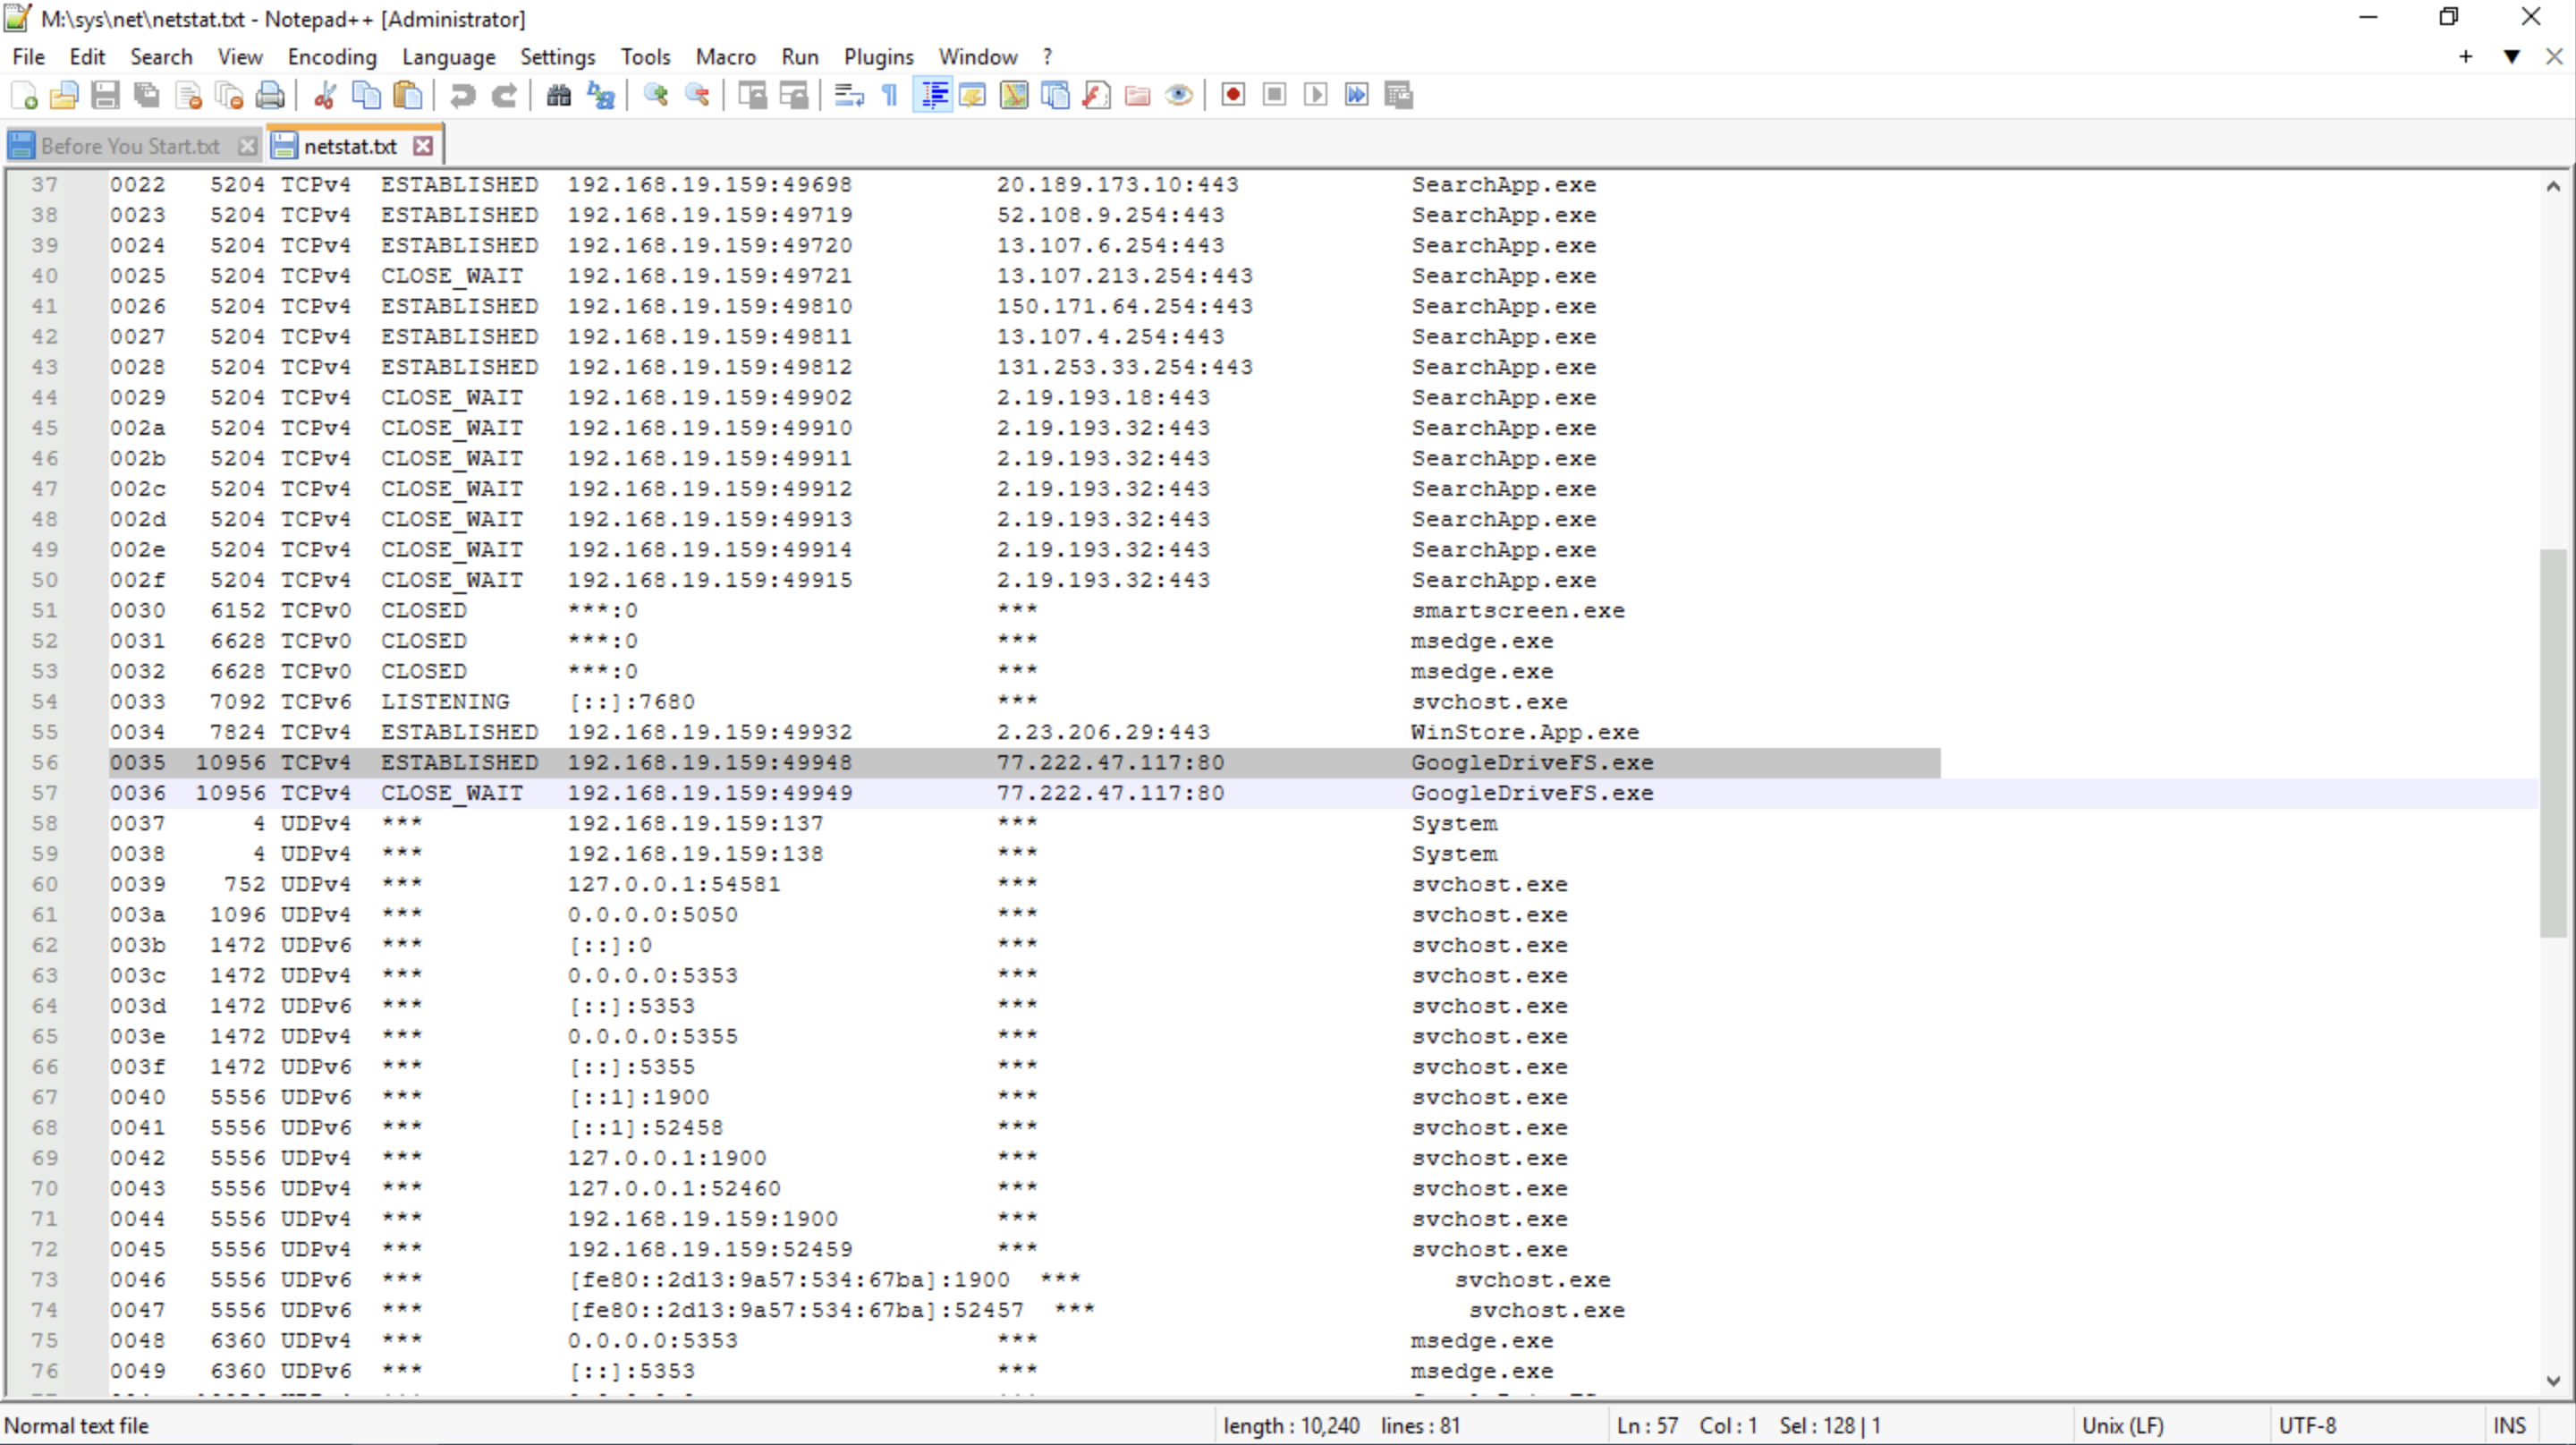 M:\sys\net\netstat.txt - Notepad++ [Administrator]
File Edit Search View Encoding Language Settings Tools Macro Run Plugins Window ?
Before You Start.txt netstat.txt
37 0022 5204 TCPv4 ESTABLISHED 192.168.19.159:49698 20.189.173.10:443 SearchApp.exe
38 0023 5204 TCPv4 ESTABLISHED 192.168.19.159:49719 52.108.9.254:443 SearchApp.exe
39 0024 5204 TCPv4 ESTABLISHED 192.168.19.159:49720 13.107.6.254:443 SearchApp.exe
40 0025 5204 TCPv4 CLOSE_WAIT 192.168.19.159:49721 13.107.213.254:443 SearchApp.exe
41 0026 5204 TCPv4 ESTABLISHED 192.168.19.159:49810 150.171.64.254:443 SearchApp.exe
42 0027 5204 TCPv4 ESTABLISHED 192.168.19.159:49811 13.107.4.254:443 SearchApp.exe
43 0028 5204 TCPv4 ESTABLISHED 192.168.19.159:49812 131.253.33.254:443 SearchApp.exe
44 0029 5204 TCPv4 CLOSE_WAIT 192.168.19.159:49902 2.19.193.18:443 SearchApp.exe
45 002a 5204 TCPv4 CLOSE_WAIT 192.168.19.159:49910 2.19.193.32:443 SearchApp.exe
46 002b 5204 TCPv4 CLOSE_WAIT 192.168.19.159:49911 2.19.193.32:443 SearchApp.exe
47 002c 5204 TCPv4 CLOSE_WAIT 192.168.19.159:49912 2.19.193.32:443 SearchApp.exe
48 002d 5204 TCPv4 CLOSE_WAIT 192.168.19.159:49913 2.19.193.32:443 SearchApp.exe
49 002e 5204 TCPv4 CLOSE_WAIT 192.168.19.159:49914 2.19.193.32:443 SearchApp.exe
50 002f 5204 TCPv4 CLOSE_WAIT 192.168.19.159:49915 2.19.193.32:443 SearchApp.exe
51 0030 6152 TCPv0 CLOSED ***:0 *** smartscreen.exe
52 0031 6628 TCPv0 CLOSED ***:0 *** msedge.exe
53 0032 6628 TCPv0 CLOSED ***:0 *** msedge.exe
54 0033 7092 TCPv6 LISTENING [::]:7680 *** svchost.exe
55 0034 7824 TCPv4 ESTABLISHED 192.168.19.159:49932 2.23.206.29:443 WinStore.App.exe
56 0035 10956 TCPv4 ESTABLISHED 192.168.19.159:49948 77.222.47.117:80 GoogleDriveFS.exe
57 0036 10956 TCPv4 CLOSE_WAIT 192.168.19.159:49949 77.222.47.117:80 GoogleDriveFS.exe
58 0037 4 UDPv4 *** 192.168.19.159:137 *** System
59 0038 4 UDPv4 *** 192.168.19.159:138 *** System
60 0039 752 UDPv4 *** 127.0.0.1:54581 *** svchost.exe
61 003a 1096 UDPv4 *** 0.0.0.0:5050 *** svchost.exe
62 003b 1472 UDPv6 *** [::]:0 *** svchost.exe
63 003c 1472 UDPv4 *** 0.0.0.0:5353 *** svchost.exe
64 003d 1472 UDPv6 *** [::]:5353 *** svchost.exe
65 003e 1472 UDPv4 *** 0.0.0.0:5355 *** svchost.exe
66 003f 1472 UDPv6 *** [::]:5355 *** svchost.exe
67 0040 5556 UDPv6 *** [::1]:1900 *** svchost.exe
68 0041 5556 UDPv6 *** [::1]:52458 *** svchost.exe
69 0042 5556 UDPv4 *** 127.0.0.1:1900 *** svchost.exe
70 0043 5556 UDPv4 *** 127.0.0.1:52460 *** svchost.exe
71 0044 5556 UDPv4 *** 192.168.19.159:1900 *** svchost.exe
72 0045 5556 UDPv4 *** 192.168.19.159:52459 *** svchost.exe
73 0046 5556 UDPv6 *** [fe80::2d13:9a57:534:67ba]:1900 *** svchost.exe
74 0047 5556 UDPv6 *** [fe80::2d13:9a57:534:67ba]:52457 *** svchost.exe
75 0048 6360 UDPv4 *** 0.0.0.0:5353 *** msedge.exe
76 0049 6360 UDPv6 *** [::]:5353 *** msedge.exe
Normal text file length : 10,240 lines : 81 Ln : 57 Col : 1 Sel : 128 | 1 Unix (LF) UTF-8 INS